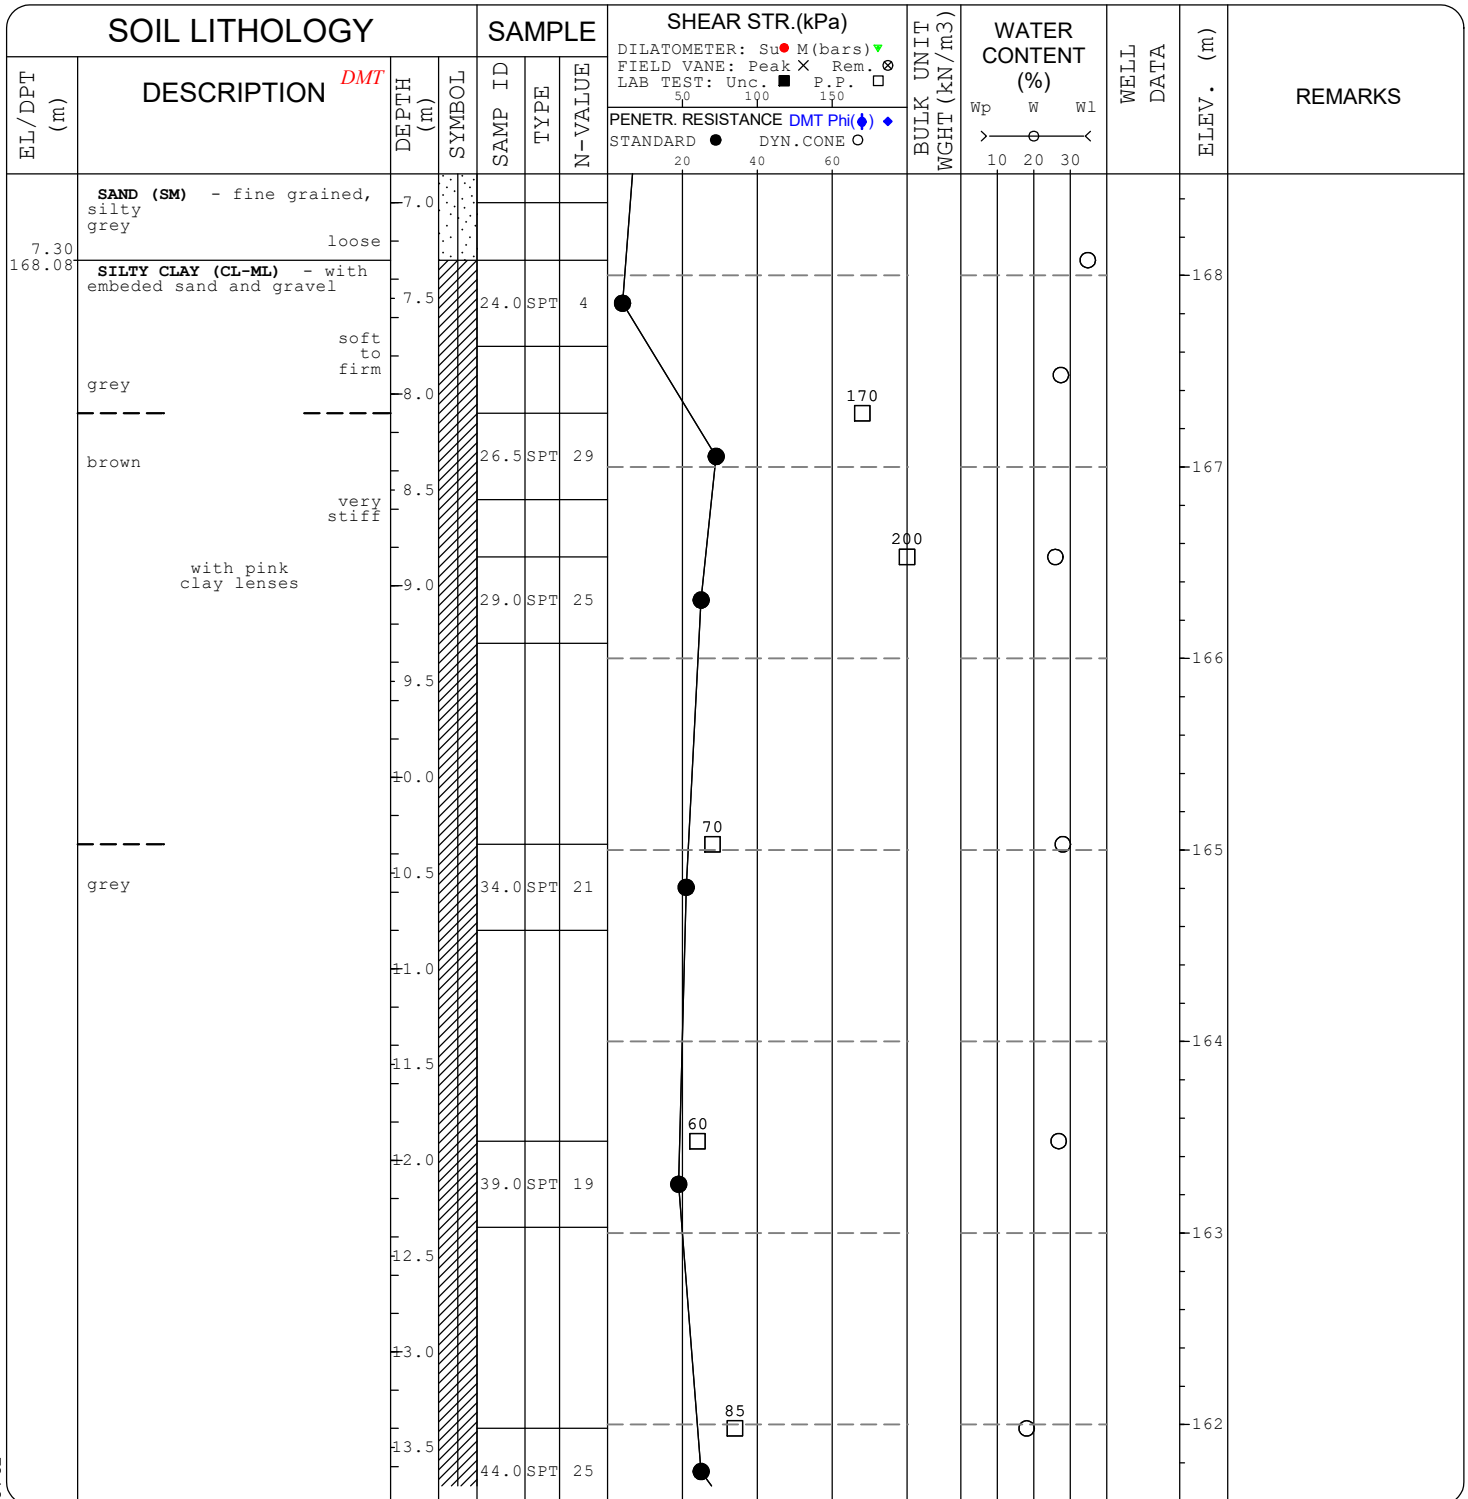 SOIL LITHOLOGY
SAMPLE
SHEAR STR.(kPa)
DILATOMETER: Su M(bars)
FIELD VANE: Peak Rem.
LAB TEST: Unc. P.P.
50 100 150
PENETR. RESISTANCE DMT Phi(ϕ)
STANDARD DYN.CONE
20 40 60
EL/DPT
(m)
DESCRIPTION
DMT
DEPTH
(m)
SYMBOL
SAMP ID
TYPE
N-VALUE
BULK UNIT
WGHT(kN/m3)
WATER
CONTENT
(%)
Wp W Wl
10 20 30
WELL
DATA
ELEV. (m)
REMARKS
SAND (SM) - fine grained,
silty
grey
loose
7.30
168.08
SILTY CLAY (CL-ML) - with
embeded sand and gravel
soft
to
firm
grey
brown
very
stiff
with pink
clay lenses
grey
7.0
7.5
8.0
8.5
9.0
9.5
10.0
10.5
11.0
11.5
12.0
12.5
13.0
13.5
24.0 SPT 4
26.5 SPT 29
29.0 SPT 25
34.0 SPT 21
39.0 SPT 19
44.0 SPT 25
170
200
70
60
85
168
167
166
165
164
163
162